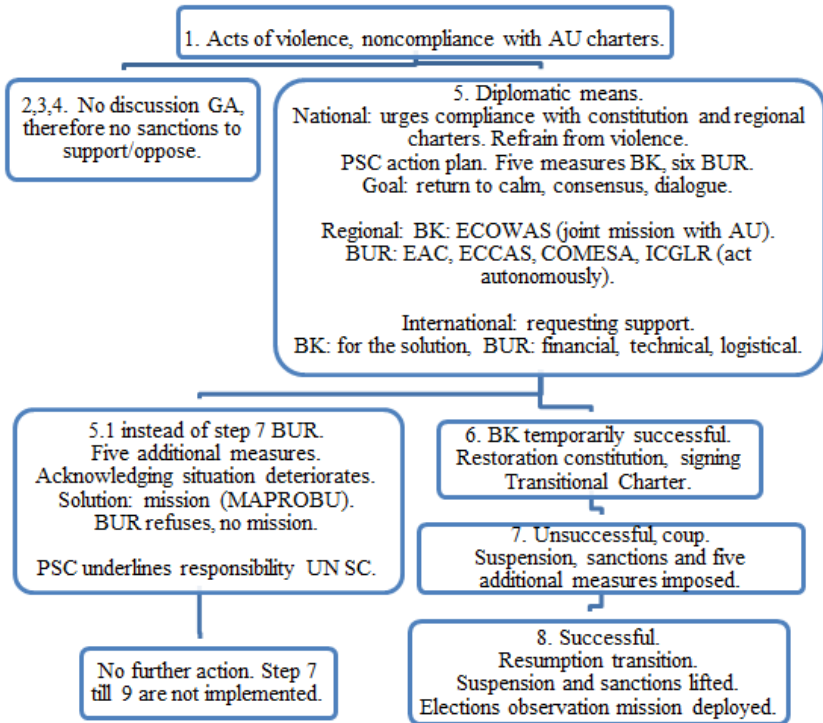 1. Acts of violence, noncompliance with AU charters.
2,3,4. No discussion GA,
therefore no sanctions to
support/oppose.
5. Diplomatic means.
National: urges compliance with constitution and regional
charters. Refrain from violence.
PSC action plan. Five measures BK, six BUR.
Goal: return to calm, consensus, dialogue.
Regional: BK: ECOWAS (joint mission with AU).
BUR: EAC, ECCAS, COMESA, ICGLR (act
autonomously).
International: requesting support.
BK: for the solution, BUR: financial, technical, logistical.
5.1 instead of step 7 BUR.
Five additional measures.
Acknowledging situation deteriorates.
Solution: mission (MAPROBU).
BUR refuses, no mission.
PSC underlines responsibility UN SC.
No further action. Step 7
till 9 are not implemented.
6. BK temporarily successful.
Restoration constitution, signing
Transitional Charter.
7. Unsuccessful, coup.
Suspension, sanctions and five
additional measures imposed.
8. Successful.
Resumption transition.
Suspension and sanctions lifted.
Elections observation mission deployed.